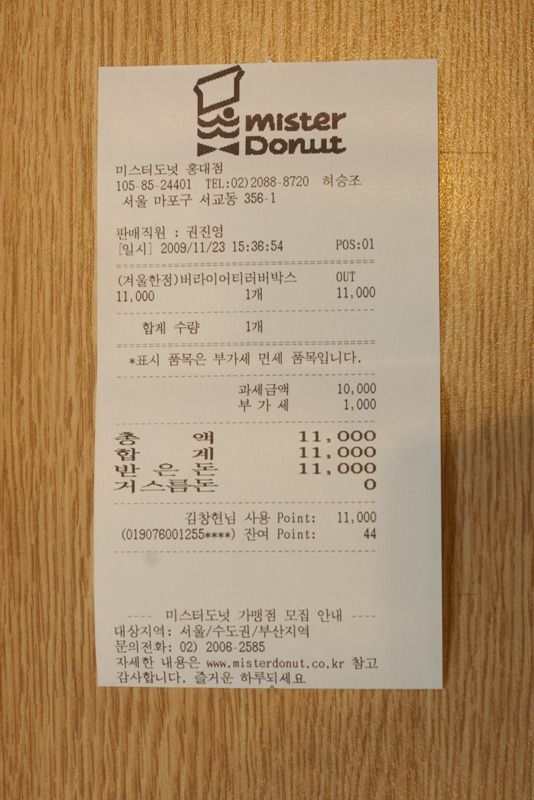 mister
Donut
미스터도넛 홍대점
105-85-24401 TEL:02)2088-8720 허승조
서울 마포구 서교동 356-1
판매직원 : 권진영
[일시] 2009/11/23 15:36:54 POS:01
(겨울한정)버라이어티러버박스 OUT
11,000 1개 11,000
합계 수량 1개
*표시 품목은 부가세 면세 품목입니다.
과세금액 10,000
부 가 세 1,000
총 액 11,000
합 계 11,000
받 은 돈 11,000
거스름돈 0
김창현님 사용 Point: 11,000
(019076001255****) 잔여 Point: 44
---- 미스터도넛 가맹점 모집 안내 ----
대상지역: 서울/수도권/부산지역
문의전화: 02) 2006-2585
자세한 내용은 www.misterdonut.co.kr 참고
감사합니다. 즐거운 하루되세요